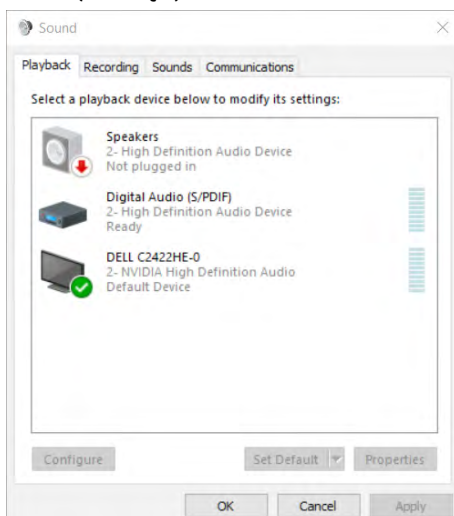 Sound
Playback Recording Sounds Communications
Select a playback device below to modify its settings:
Speakers
2- High Definition Audio Device
Not plugged in
Digital Audio (S/PDIF)
2- High Definition Audio Device
Ready
DELL C2422HE-0
2- NVIDIA High Definition Audio
Default Device
Configure Set Default Properties
OK Cancel Apply